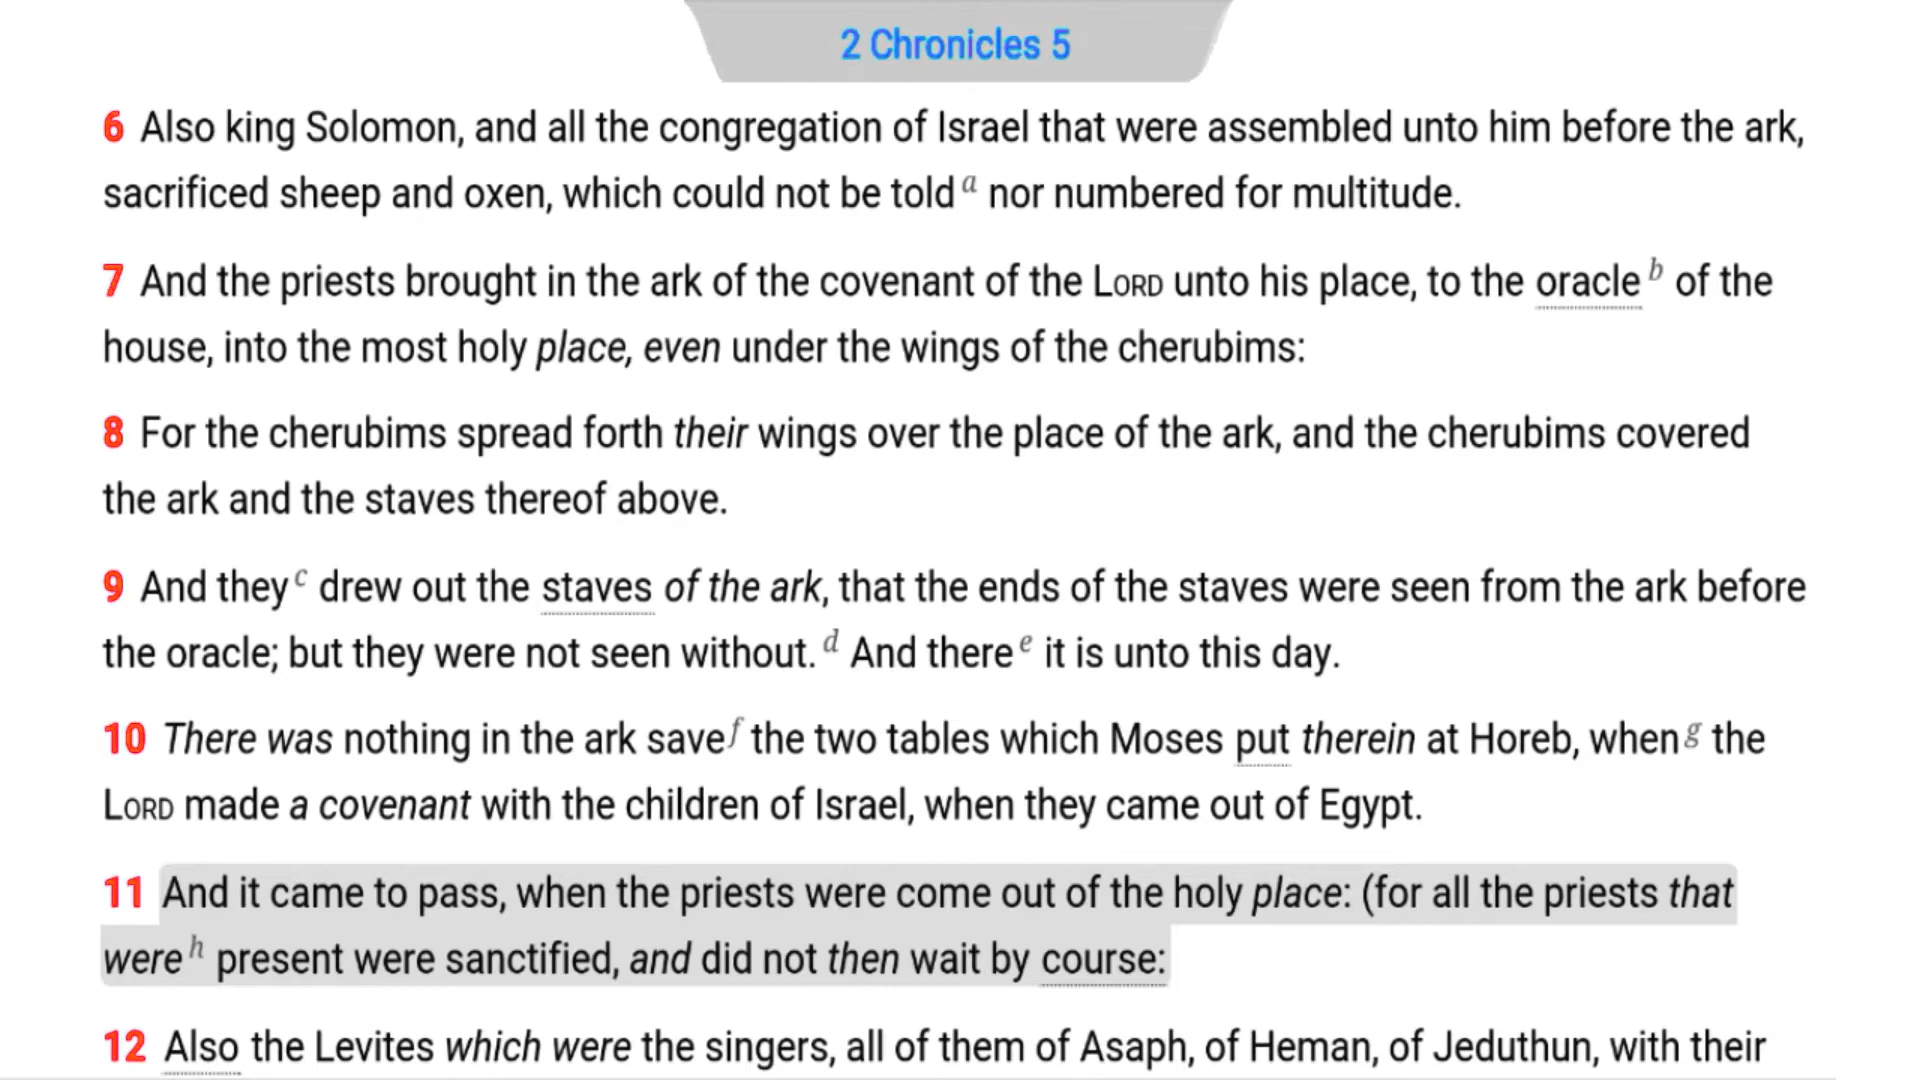 2 Chronicles 5
6 Also king Solomon, and all the congregation of Israel that were assembled unto him before the ark,
sacrificed sheep and oxen, which could not be told a nor numbered for multitude.
7 And the priests brought in the ark of the covenant of the LORD unto his place, to the oracle b of the
house, into the most holy place, even under the wings of the cherubims:
8 For the cherubims spread forth their wings over the place of the ark, and the cherubims covered
the ark and the staves thereof above.
9 And they c drew out the staves of the ark, that the ends of the staves were seen from the ark before
the oracle; but they were not seen without. d And there e it is unto this day.
10 There was nothing in the ark save f the two tables which Moses put therein at Horeb, when g the
LORD made a covenant with the children of Israel, when they came out of Egypt.
11 And it came to pass, when the priests were come out of the holy place: (for all the priests that
were h present were sanctified, and did not then wait by course:
12 Also the Levites which were the singers, all of them of Asaph, of Heman, of Jeduthun, with their